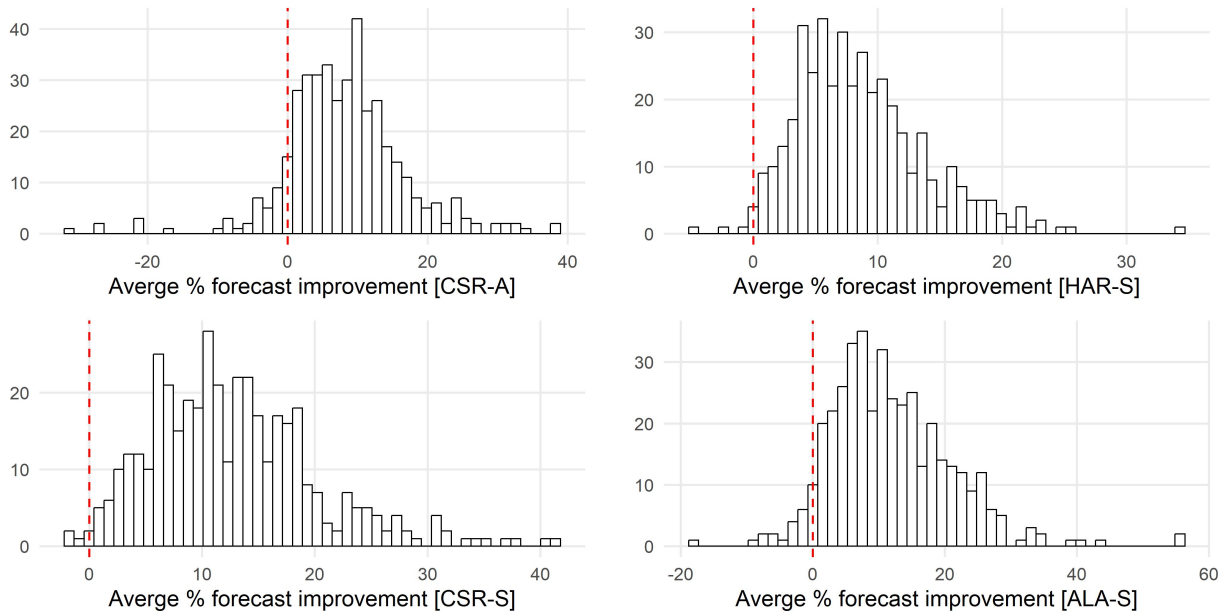 40
30
20
10
0
-20 0 20 40
Averge % forecast improvement [CSR-A]
30
20
10
0
0 10 20 30
Averge % forecast improvement [HAR-S]
20
10
0
0 10 20 30 40
Averge % forecast improvement [CSR-S]
30
20
10
0
-20 0 20 40 60
Averge % forecast improvement [ALA-S]